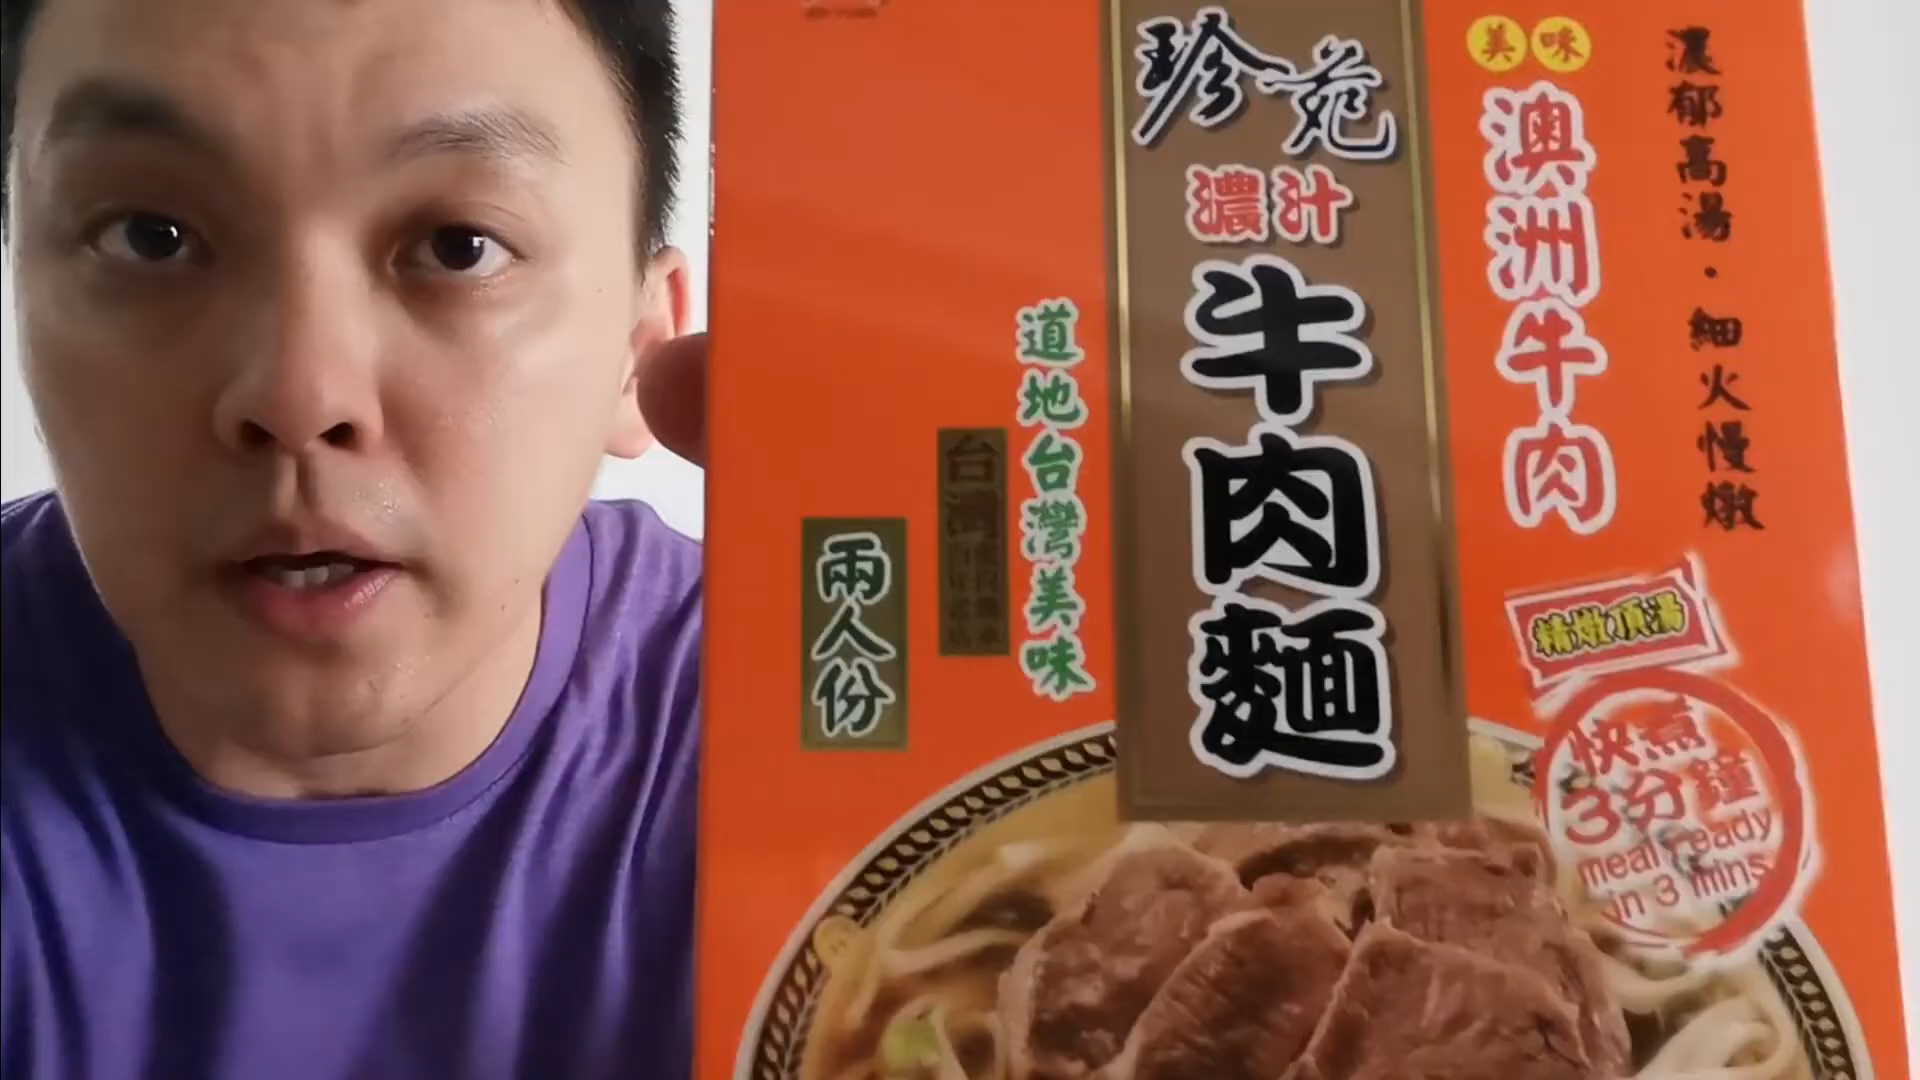 珍苑
濃汁
牛肉麵
美味
澳洲牛肉
濃郁高湯·細火慢燉
道地台灣美味
台灣
兩人份
精燉頂湯
快煮
3分鐘
meal ready
in 3 mins